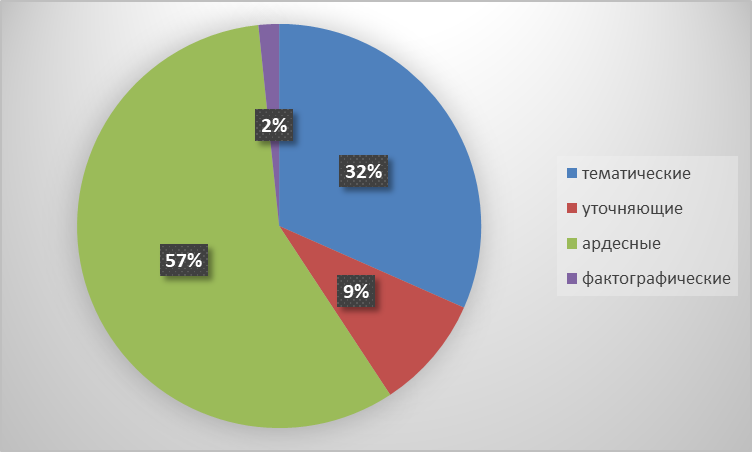 2%
32%
57%
9%
тематические
уточняющие
ардесные
фактографические